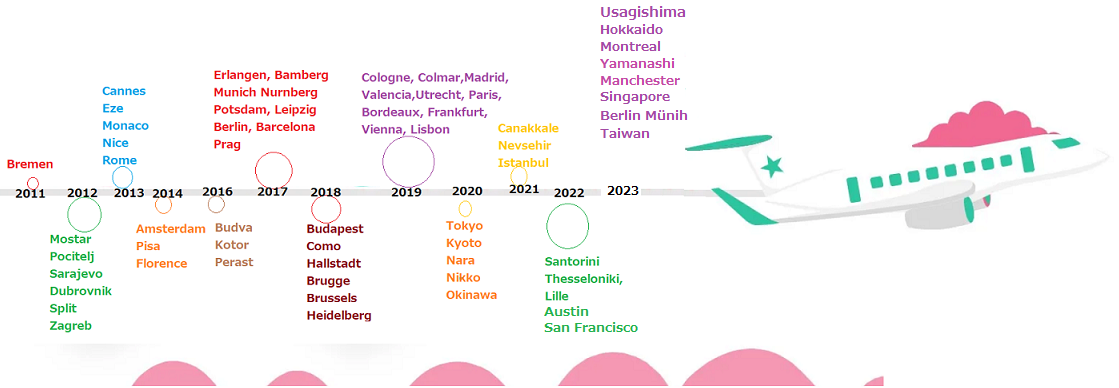 Bremen
2011
2012
Mostar
Pocitelj
Sarajevo
Dubrovnik
Split
Zagreb
Cannes
Eze
Monaco
Nice
Rome
2013
2014
Amsterdam
Pisa
Florence
2016
Budva
Kotor
Perast
Erlangen, Bamberg
Munich Nurnberg
Potsdam, Leipzig
Berlin, Barcelona
Prag
2017
2018
Budapest
Como
Hallstadt
Brugge
Brussels
Heidelberg
Cologne, Colmar,Madrid,
Valencia,Utrecht, Paris,
Bordeaux, Frankfurt,
Vienna, Lisbon
2019
2020
Tokyo
Kyoto
Nara
Nikko
Okinawa
Canakkale
Nevsehir
Istanbul
2021
2022
Santorini
Thesseloniki,
Lille
Austin
San Francisco
Usagishima
Hokkaido
Montreal
Yamanashi
Manchester
Singapore
Berlin Münih
Taiwan
2023